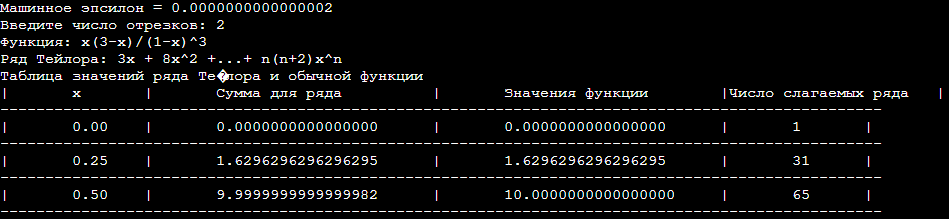 Машинное эпсилон = 0.0000000000000002
Введите число отрезков: 2
Функция: x(3-x)/(1-x)^3
Ряд Тейлора: 3x + 8x^2 +...+ n(n+2)x^n
Таблица значений ряда Те�лора и обычной функции
| x | Сумма для ряда | Значения функции |Число слагаемых ряда |
| 0.00 | 0.0000000000000000 | 0.0000000000000000 | 1 |
| 0.25 | 1.6296296296296295 | 1.6296296296296295 | 31 |
| 0.50 | 9.9999999999999982 | 10.0000000000000000 | 65 |